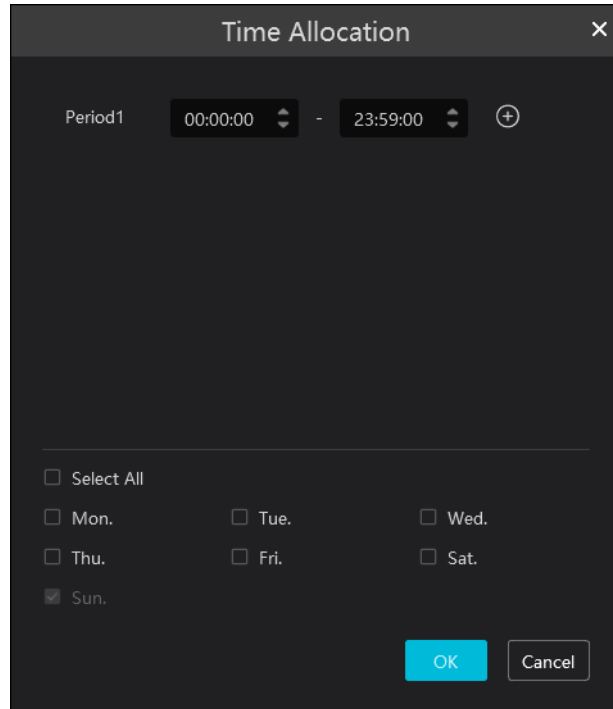 Time Allocation
Period1 00:00:00 - 23:59:00
Select All
Mon. Tue. Wed.
Thu. Fri. Sat.
Sun.
OK Cancel